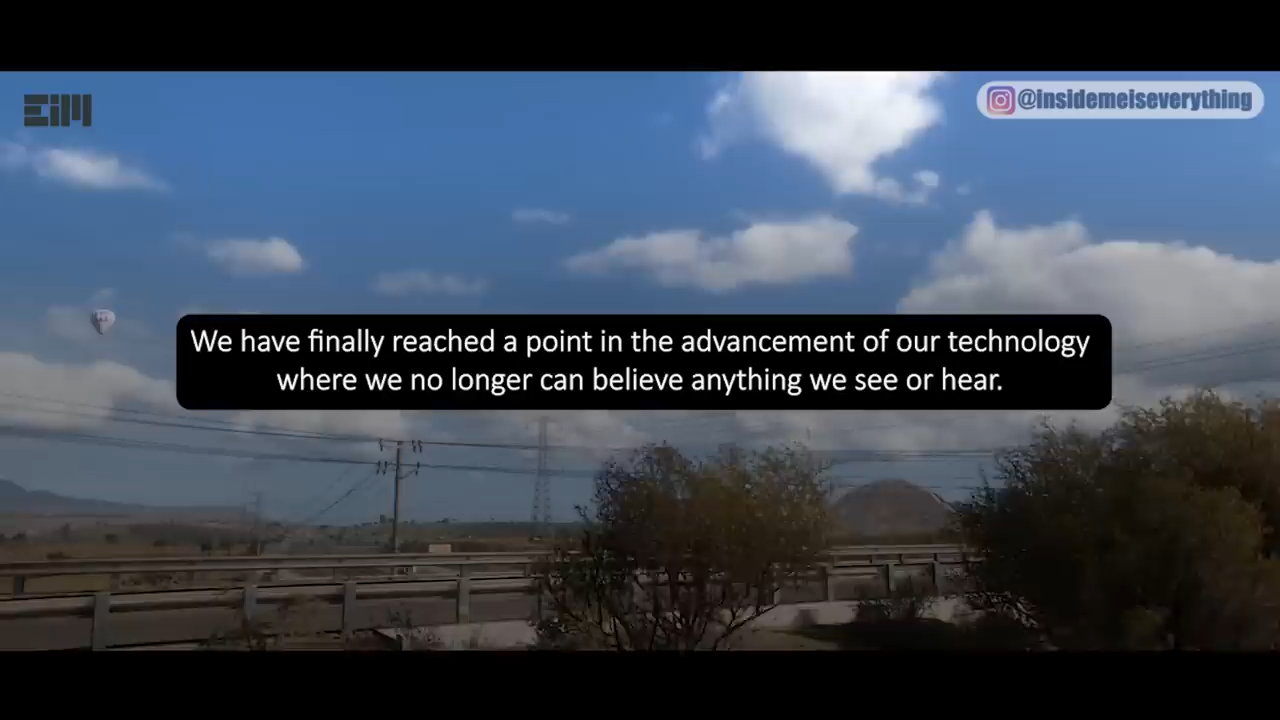 EiM
@insidemeiseverything
We have finally reached a point in the advancement of our technology
where we no longer can believe anything we see or hear.